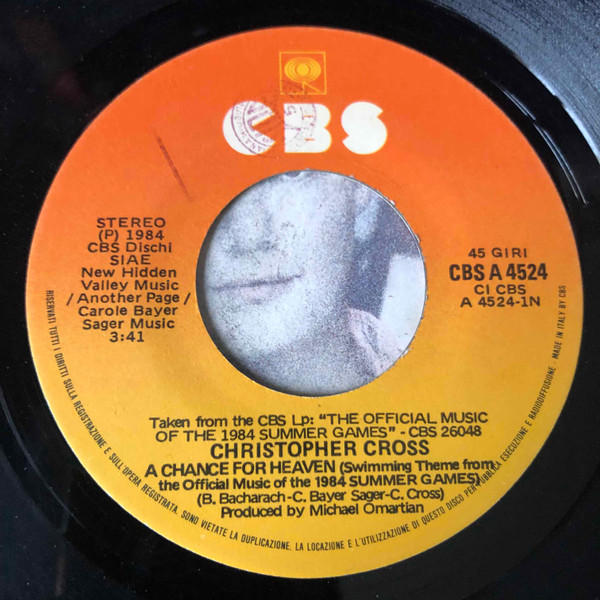 CBS
STEREO
(P) 1984
CBS Dischi
SIAE
New Hidden
Valley Music
/Another Page/
Carole Bayer
Sager Music
3:41
45 GIRI
CBS A 4524
CI CBS
A 4524-1N
Taken from the CBS Lp: "THE OFFICIAL MUSIC
OF THE 1984 SUMMER GAMES" - CBS 26048
CHRISTOPHER CROSS
A CHANCE FOR HEAVEN (Swimming Theme from
the Official Music of the 1984 SUMMER GAMES)
(B. Bacharach-C. Bayer Sager-C. Cross)
Produced by Michael Omartian
RISERVATI TUTTI I DIRITTI SULLA REGISTRAZIONE E SULL'OPERA REGISTRATA. SONO VIETATE LA DUPLICAZIONE, LA LOCAZIONE E L'UTILIZZAZIONE DI QUESTO DISCO PER PUBBLICA ESECUZIONE E RADIODIFFUSIONE - MADE IN ITALY BY CBS